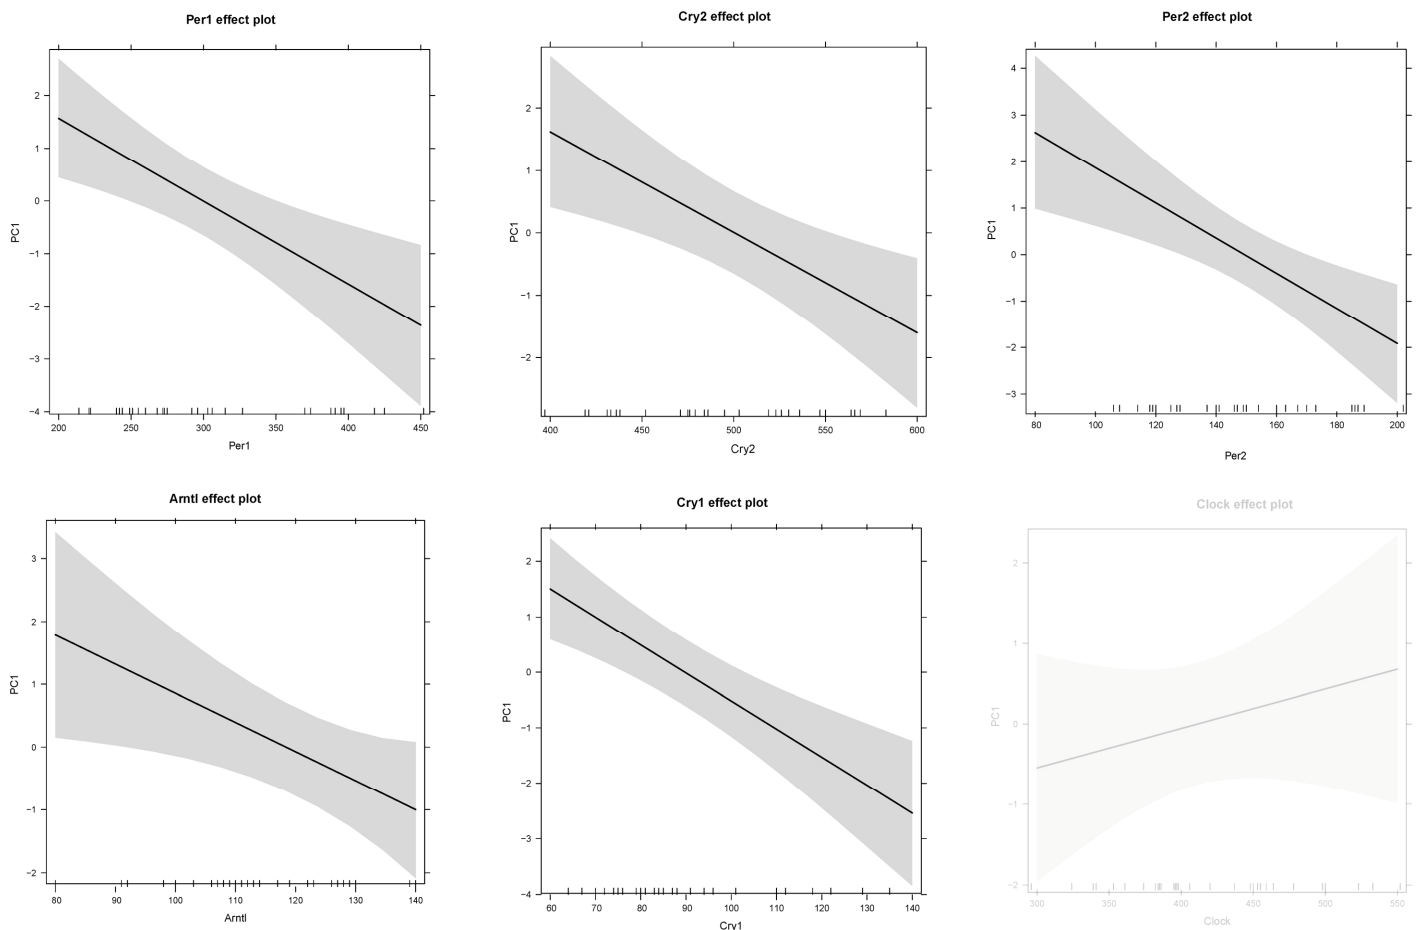 Per1 effect plot
2
1
0
−1
−2
−3
−4
PC1
200 250 300 350 400 450
Per1
Cry2 effect plot
2
1
0
−1
−2
PC1
400 450 500 550 600
Cry2
Per2 effect plot
4
3
2
1
0
−1
−2
−3
PC1
80 100 120 140 160 180 200
Per2
Arntl effect plot
3
2
1
0
−1
−2
PC1
80 90 100 110 120 130 140
Arntl
Cry1 effect plot
2
1
0
−1
−2
−3
−4
PC1
60 70 80 90 100 110 120 130 140
Cry1
Clock effect plot
2
1
0
−1
−2
PC1
300 350 400 450 500 550
Clock